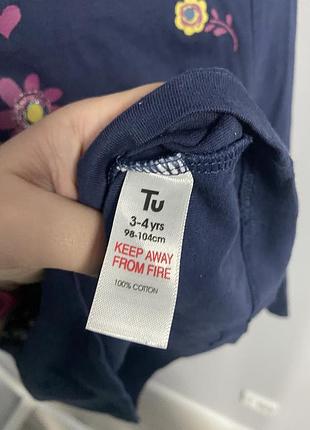 Tu
3-4 yrs
98-104cm
KEEP AWAY
FROM FIRE
100% COTTON